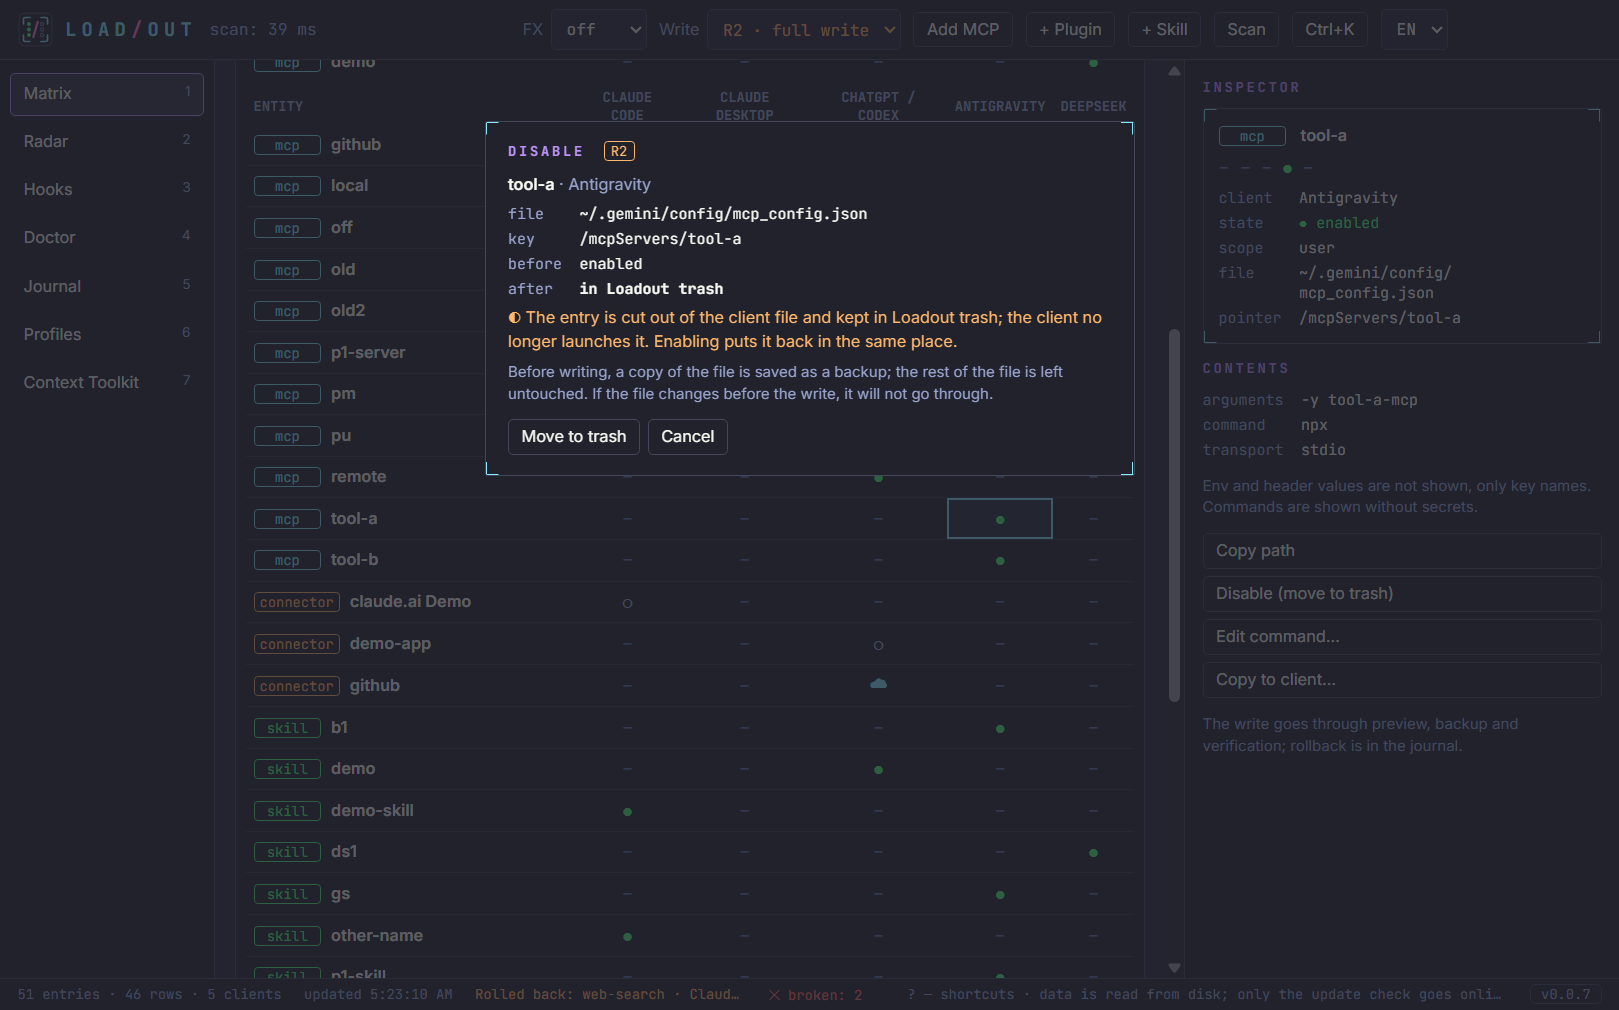 LOAD/OUT scan: 39 ms FX off Write R2 · full write Add MCP + Plugin + Skill Scan Ctrl+K EN
Matrix 1
Radar 2
Hooks 3
Doctor 4
Journal 5
Profiles 6
Context Toolkit 7
mcp demo — — — — ●
ENTITY CLAUDE CODE CLAUDE DESKTOP CHATGPT / CODEX ANTIGRAVITY DEEPSEEK
mcp github
mcp local
mcp off
mcp old
mcp old2
mcp p1-server
mcp pm
mcp pu
mcp remote — — ● — —
mcp tool-a — — — ● —
mcp tool-b — — — ● —
connector claude.ai Demo ○ — — — —
connector demo-app — — ○ — —
connector github — — ☁ — —
skill b1 — — — ● —
skill demo — — ● — —
skill demo-skill ● — — — —
skill ds1 — — — — ●
skill gs — — — ● —
skill other-name ● — — — —
skill p1-skill — — — ● —
DISABLE R2
tool-a · Antigravity
file ~/.gemini/config/mcp_config.json
key /mcpServers/tool-a
before enabled
after in Loadout trash
◐ The entry is cut out of the client file and kept in Loadout trash; the client no
longer launches it. Enabling puts it back in the same place.
Before writing, a copy of the file is saved as a backup; the rest of the file is left
untouched. If the file changes before the write, it will not go through.
Move to trash Cancel
INSPECTOR
mcp tool-a
— — — ● —
client Antigravity
state ● enabled
scope user
file ~/.gemini/config/
mcp_config.json
pointer /mcpServers/tool-a
CONTENTS
arguments -y tool-a-mcp
command npx
transport stdio
Env and header values are not shown, only key names.
Commands are shown without secrets.
Copy path
Disable (move to trash)
Edit command...
Copy to client...
The write goes through preview, backup and
verification; rollback is in the journal.
51 entries · 46 rows · 5 clients updated 5:23:10 AM Rolled back: web-search · Claud… ✕ broken: 2 ? — shortcuts · data is read from disk; only the update check goes onli… v0.0.7